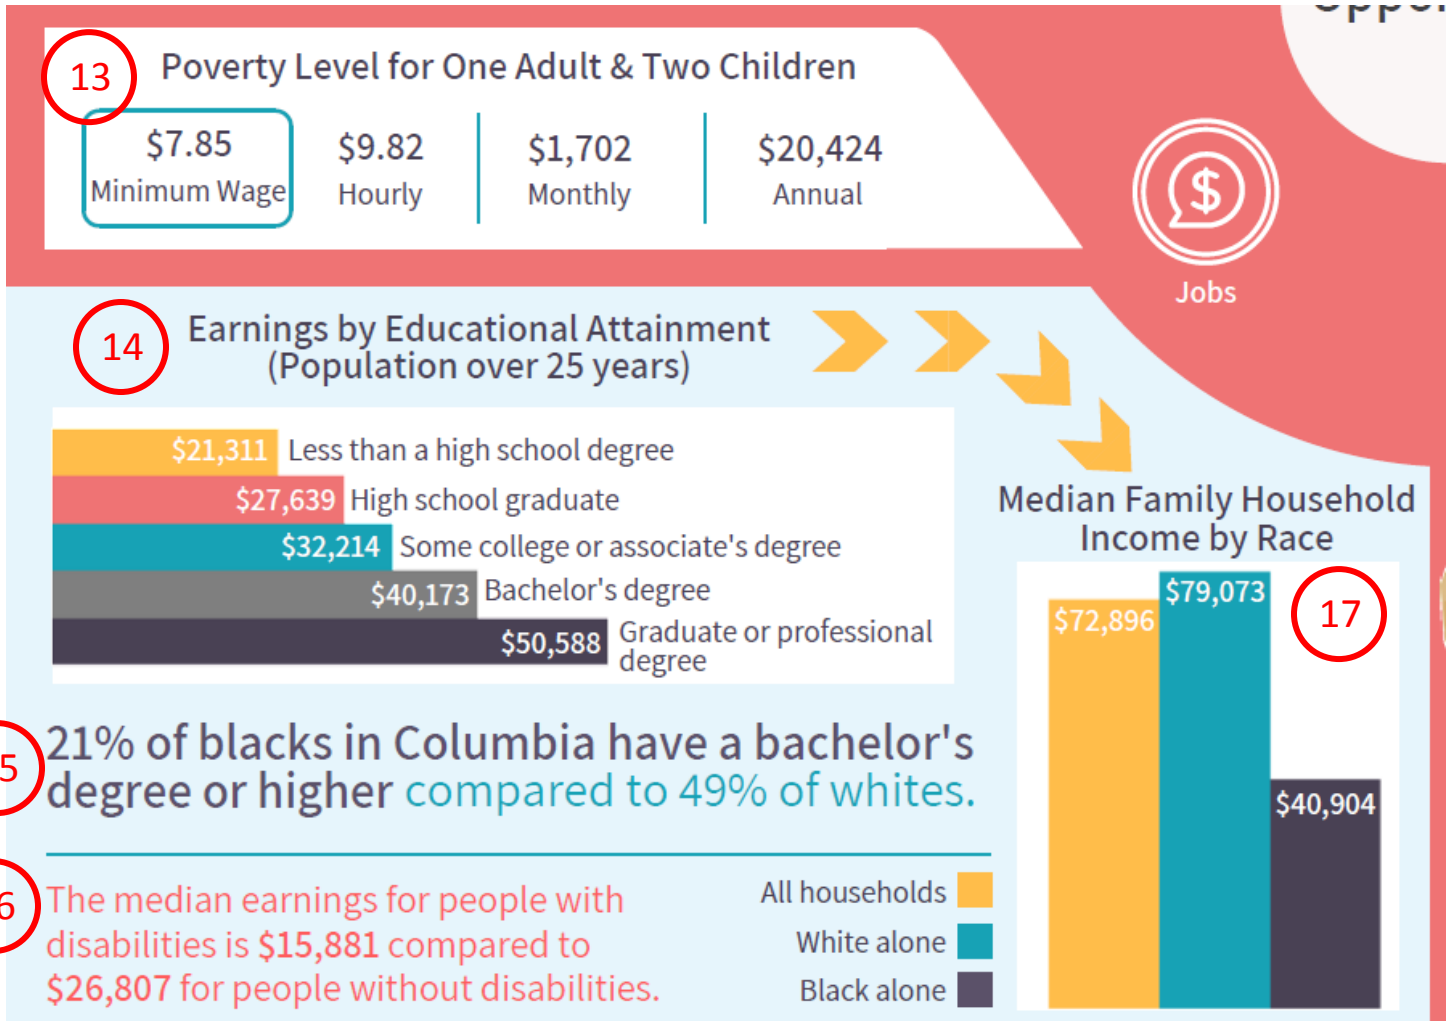 13
Poverty Level for One Adult & Two Children
$7.85
Minimum Wage
$9.82
Hourly
$1,702
Monthly
$20,424
Annual
$
Jobs
14
Earnings by Educational Attainment
(Population over 25 years)
$21,311 Less than a high school degree
$27,639 High school graduate
$32,214 Some college or associate's degree
$40,173 Bachelor's degree
$50,588 Graduate or professional
degree
5
21% of blacks in Columbia have a bachelor's
degree or higher compared to 49% of whites.
6
The median earnings for people with
disabilities is $15,881 compared to
$26,807 for people without disabilities.
All households
White alone
Black alone
Median Family Household
Income by Race
17
$72,896
$79,073
$40,904